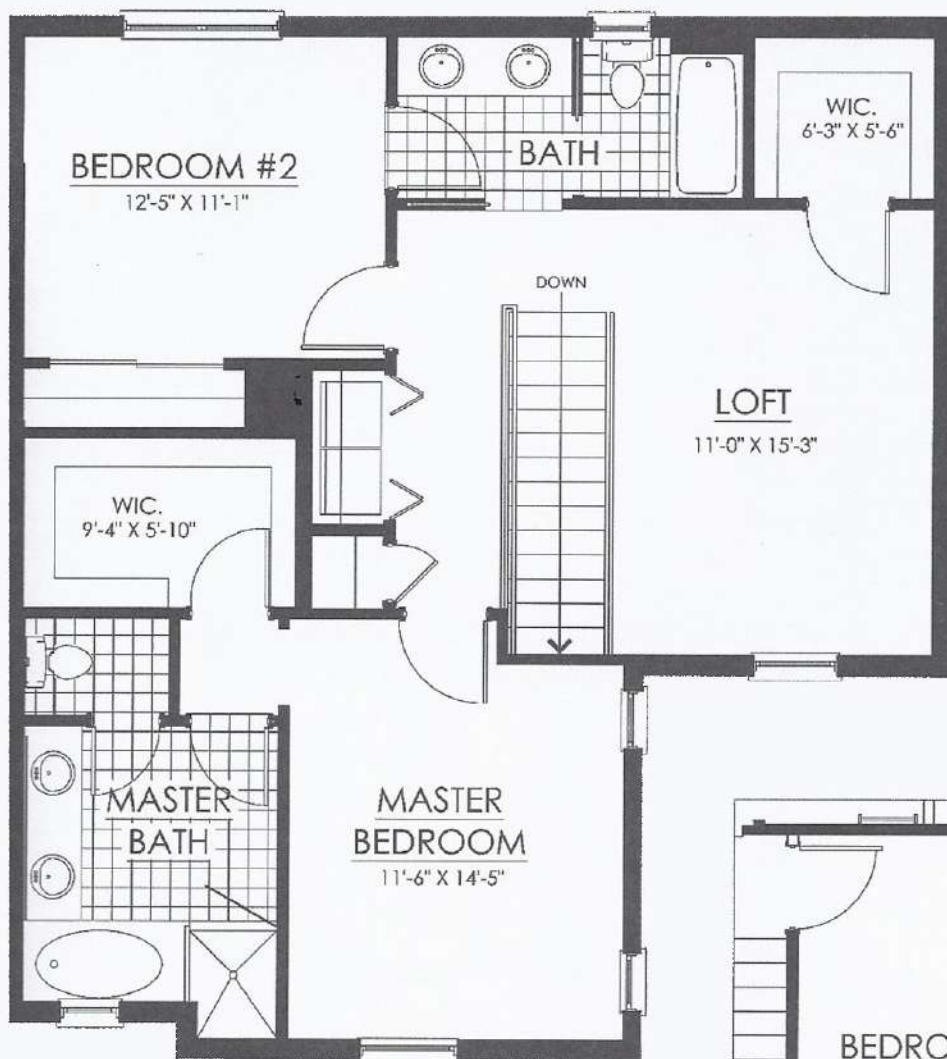 BEDROOM #2
12'-5" X 11'-1"
BATH
WIC.
6'-3" X 5'-6"
DOWN
LOFT
11'-0" X 15'-3"
WIC.
9'-4" X 5'-10"
MASTER
BATH
MASTER
BEDROOM
11'-6" X 14'-5"
BEDRO